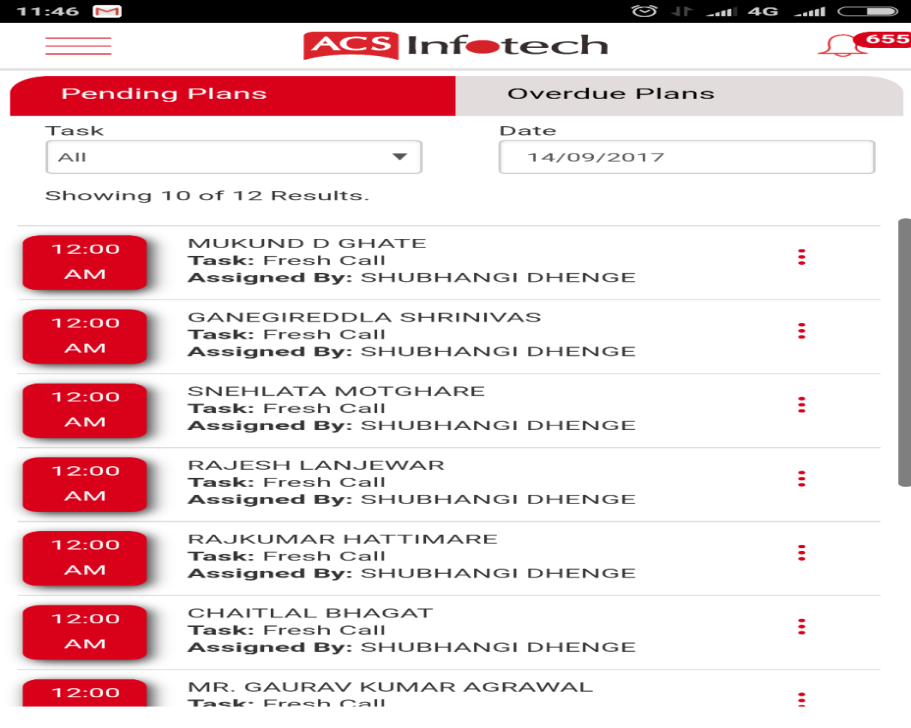 11:46
4G
ACS Infotech
655
Pending Plans
Overdue Plans
Task
Date
All
14/09/2017
Showing 10 of 12 Results.
12:00
AM
MUKUND D GHATE
Task: Fresh Call
Assigned By: SHUBHANGI DHENGE
12:00
AM
GANEGIREDDLA SHRINIVAS
Task: Fresh Call
Assigned By: SHUBHANGI DHENGE
12:00
AM
SNEHLATA MOTGHARE
Task: Fresh Call
Assigned By: SHUBHANGI DHENGE
12:00
AM
RAJESH LANJEWAR
Task: Fresh Call
Assigned By: SHUBHANGI DHENGE
12:00
AM
RAJKUMAR HATTIMARE
Task: Fresh Call
Assigned By: SHUBHANGI DHENGE
12:00
AM
CHAITLAL BHAGAT
Task: Fresh Call
Assigned By: SHUBHANGI DHENGE
12:00
MR. GAURAV KUMAR AGRAWAL
Task: Fresh Call